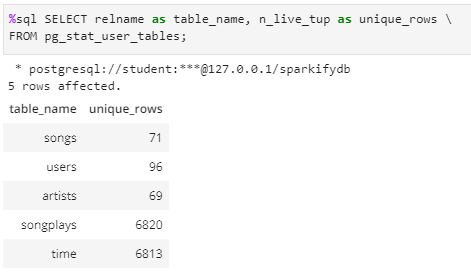 %sql SELECT relname as table_name, n_live_tup as unique_rows \
FROM pg_stat_user_tables;
* postgresql://student:***@127.0.0.1/sparkifydb
5 rows affected.
table_name unique_rows
songs 71
users 96
artists 69
songplays 6820
time 6813